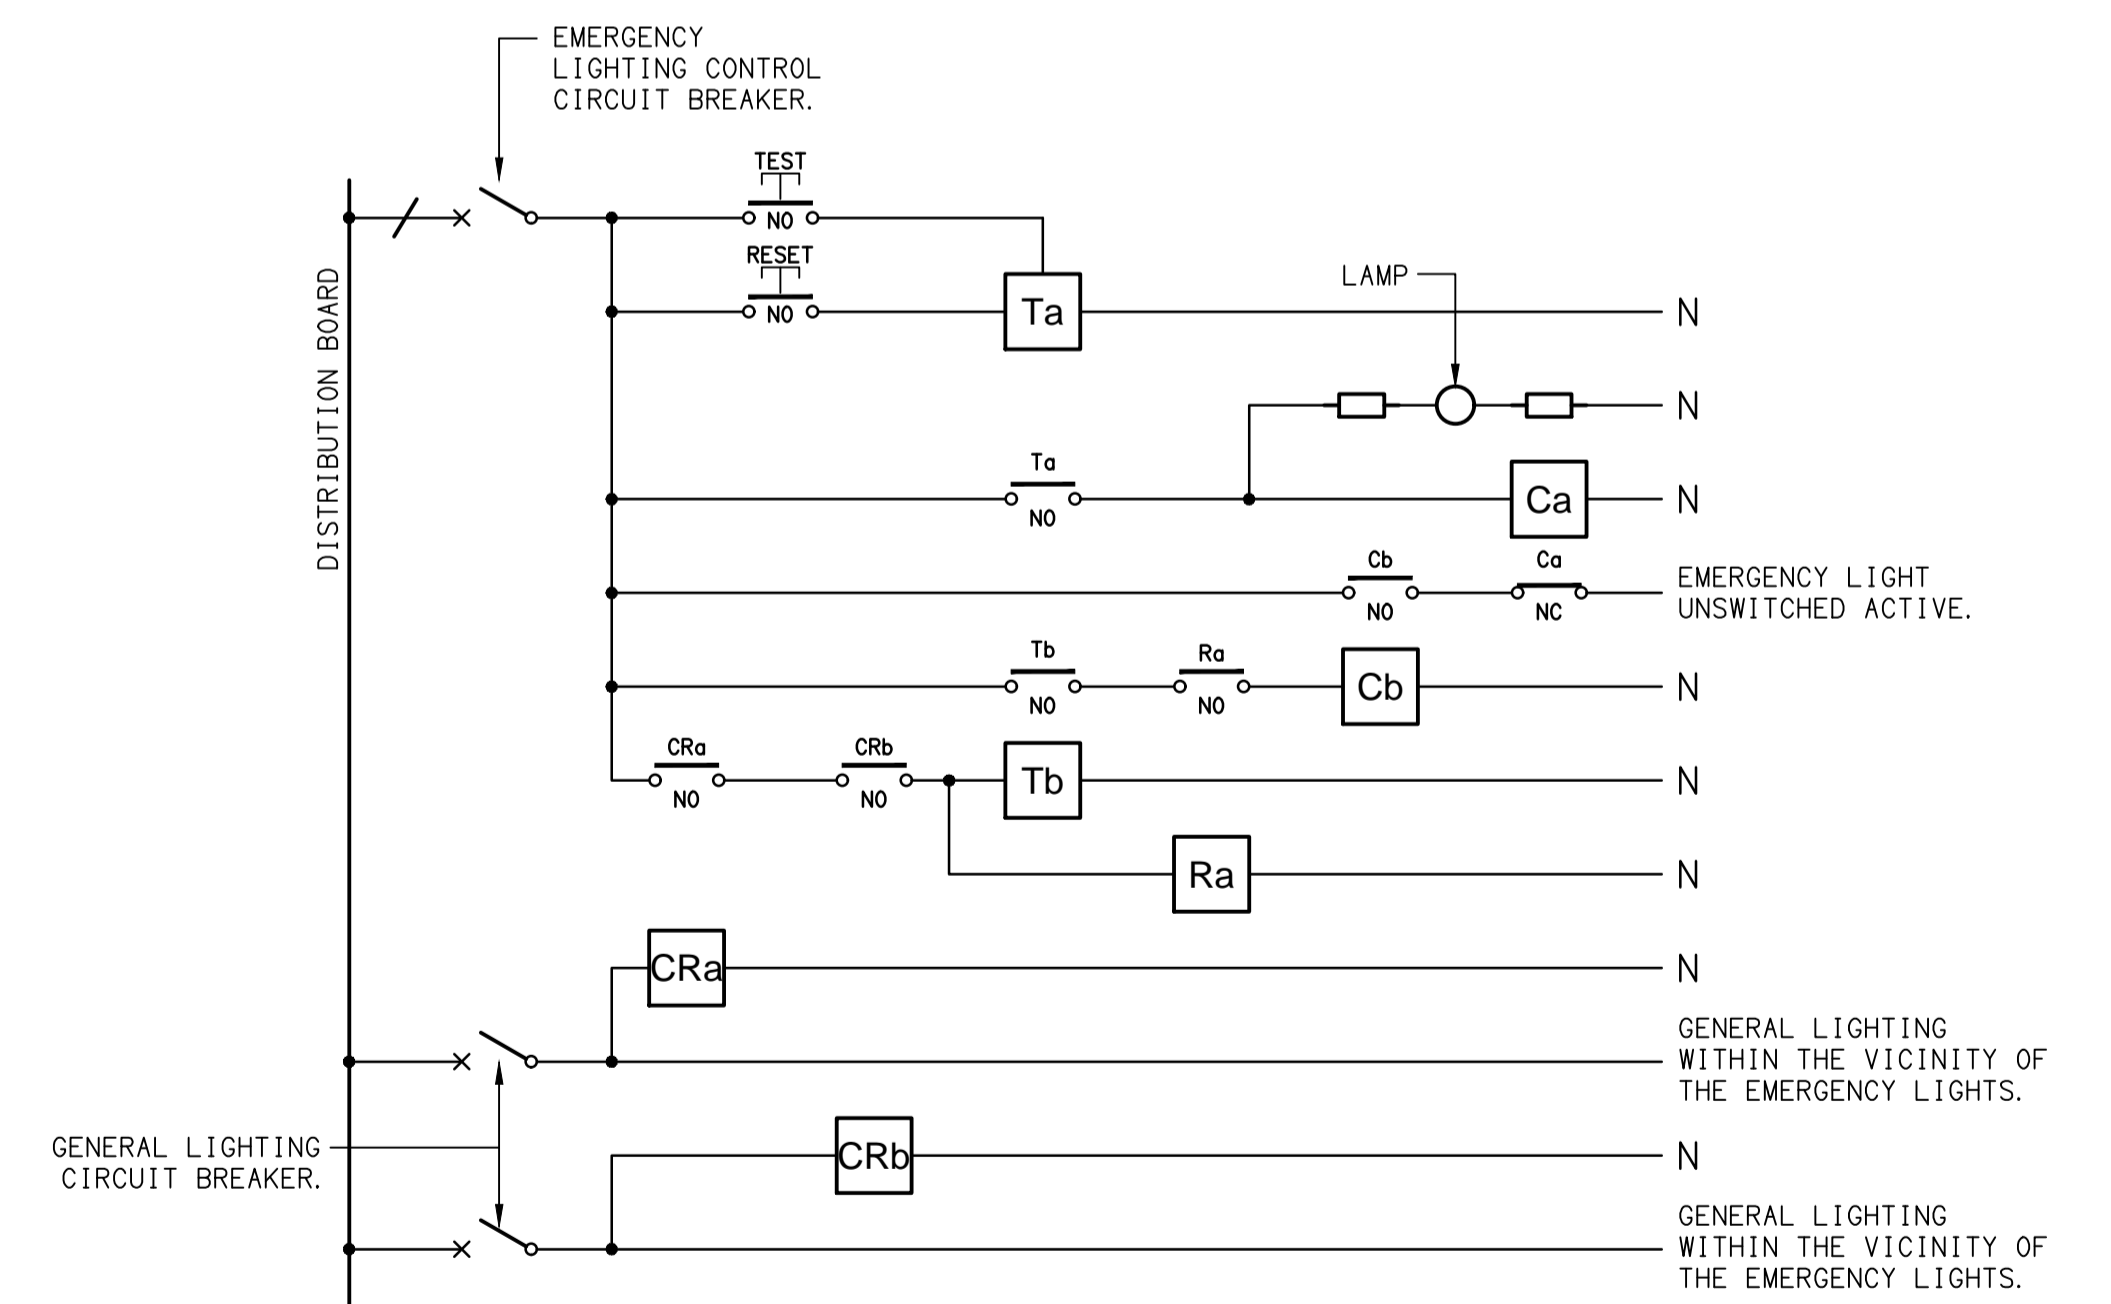 EMERGENCY
LIGHTING CONTROL
CIRCUIT BREAKER.
TEST
NO
RESET
NO
DISTRIBUTION BOARD
Ta
N
LAMP
N
Ta
NO
Ca
N
Cb
NO
Ca
NC
EMERGENCY LIGHT
UNSWITCHED ACTIVE.
Tb
NO
Ra
NO
Cb
N
CRa
NO
CRb
NO
Tb
N
Ra
N
CRa
N
GENERAL LIGHTING
WITHIN THE VICINITY OF
THE EMERGENCY LIGHTS.
GENERAL LIGHTING
CIRCUIT BREAKER.
CRb
N
GENERAL LIGHTING
WITHIN THE VICINITY OF
THE EMERGENCY LIGHTS.